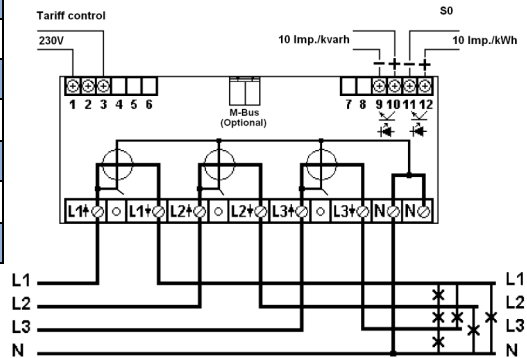 Tariff control
S0
230V
10 Imp./kvarh
10 Imp./kWh
- + - +
1 2 3 4 5 6
M-Bus
(Optional)
7 8 9 10 11 12
L1 L1 L2 L2 L3 L3 N N
L1 L1
L2 L2
L3 L3
N N